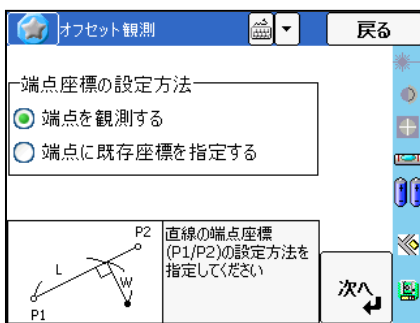 オフセット観測
戻る
端点座標の設定方法
端点を観測する
端点に既存座標を指定する
P2
L
W
P1
直線の端点座標
(P1/P2)の設定方法を
指定してください
次へ